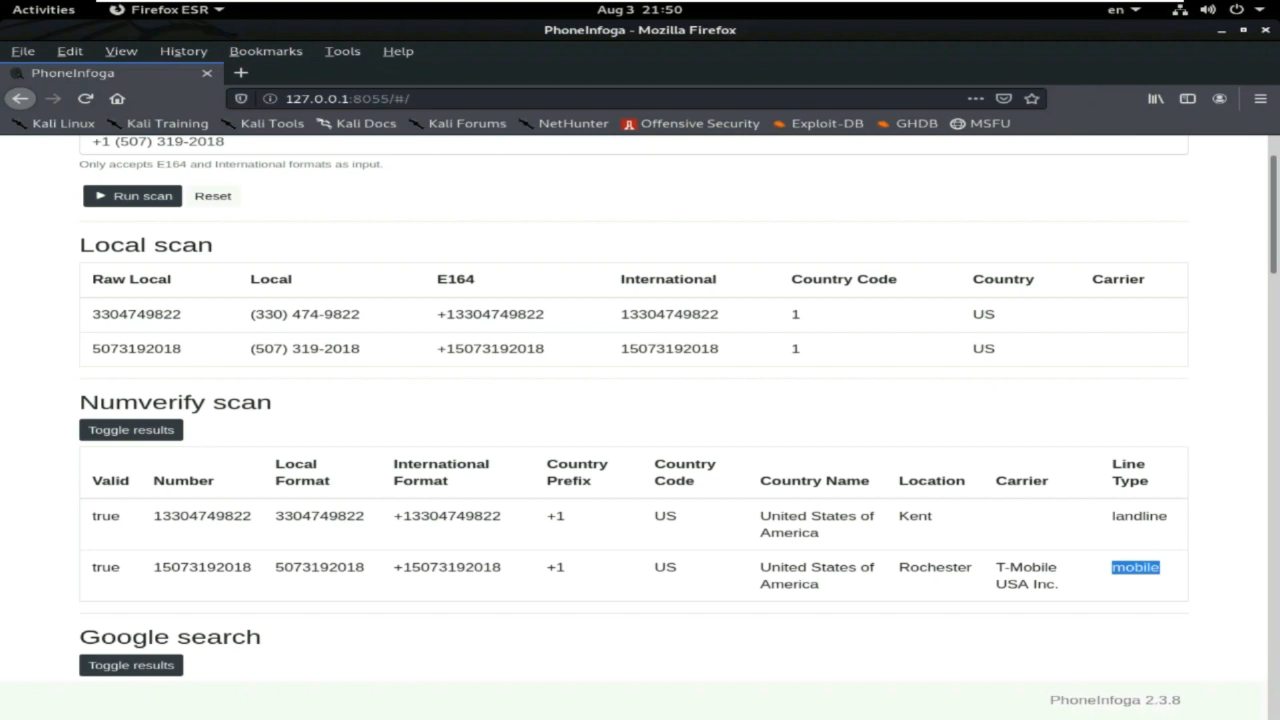 Activities Firefox ESR Aug 3 21:50 en
PhoneInfoga - Mozilla Firefox
File Edit View History Bookmarks Tools Help
PhoneInfoga
127.0.0.1:8055/#/
Kali Linux Kali Training Kali Tools Kali Docs Kali Forums NetHunter Offensive Security Exploit-DB GHDB MSFU
+1 (507) 319-2018
Only accepts E164 and International formats as input.
Run scan Reset
Local scan
Raw Local Local E164 International Country Code Country Carrier
3304749822 (330) 474-9822 +13304749822 13304749822 1 US
5073192018 (507) 319-2018 +15073192018 15073192018 1 US
Numverify scan
Toggle results
Valid Number Local Format International Format Country Prefix Country Code Country Name Location Carrier Line Type
true 13304749822 3304749822 +13304749822 +1 US United States of America Kent landline
true 15073192018 5073192018 +15073192018 +1 US United States of America Rochester T-Mobile USA Inc. mobile
Google search
Toggle results
PhoneInfoga 2.3.8